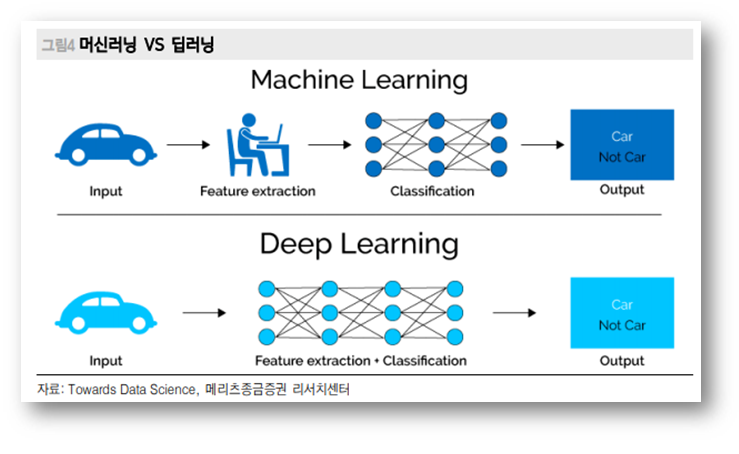 그림4 머신러닝 VS 딥러닝
Machine Learning
Input
Feature extraction
Classification
Car
Not Car
Output
Deep Learning
Input
Feature extraction + Classification
Car
Not Car
Output
자료: Towards Data Science, 메리츠종금증권 리서치센터